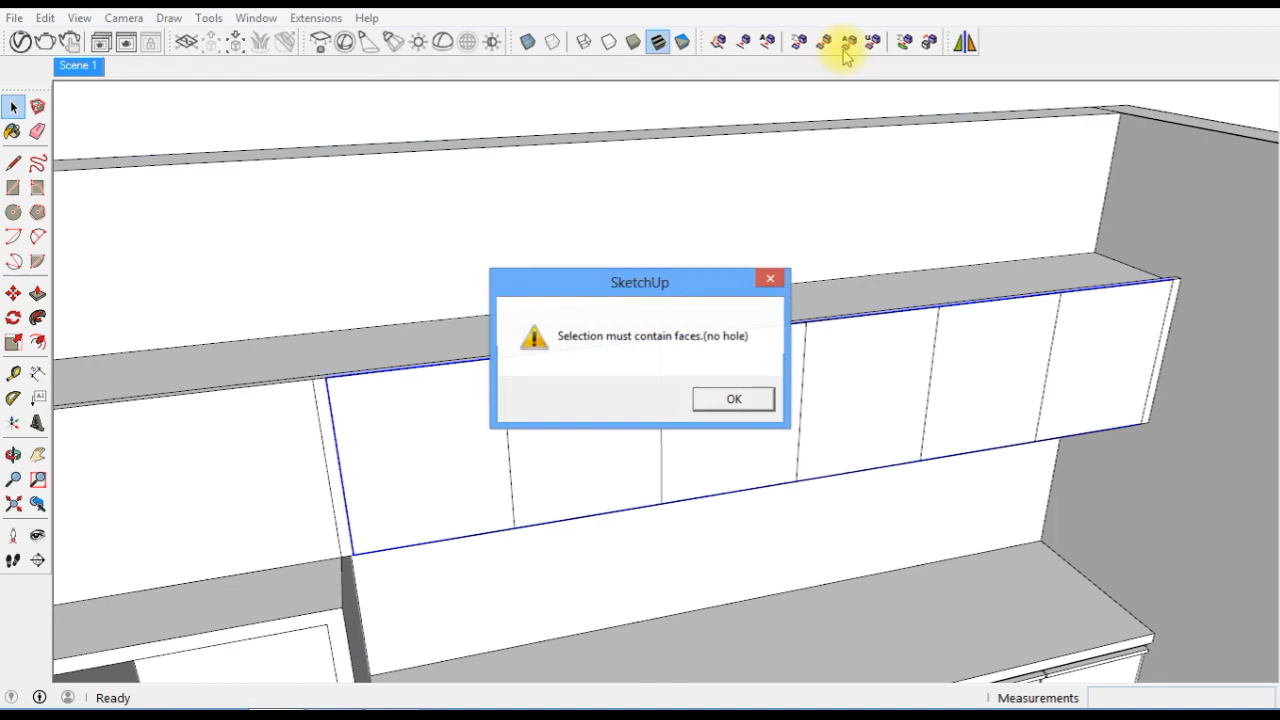 File Edit View Camera Draw Tools Window Extensions Help
Scene 1
SketchUp
Selection must contain faces.(no hole)
OK
Ready
Measurements